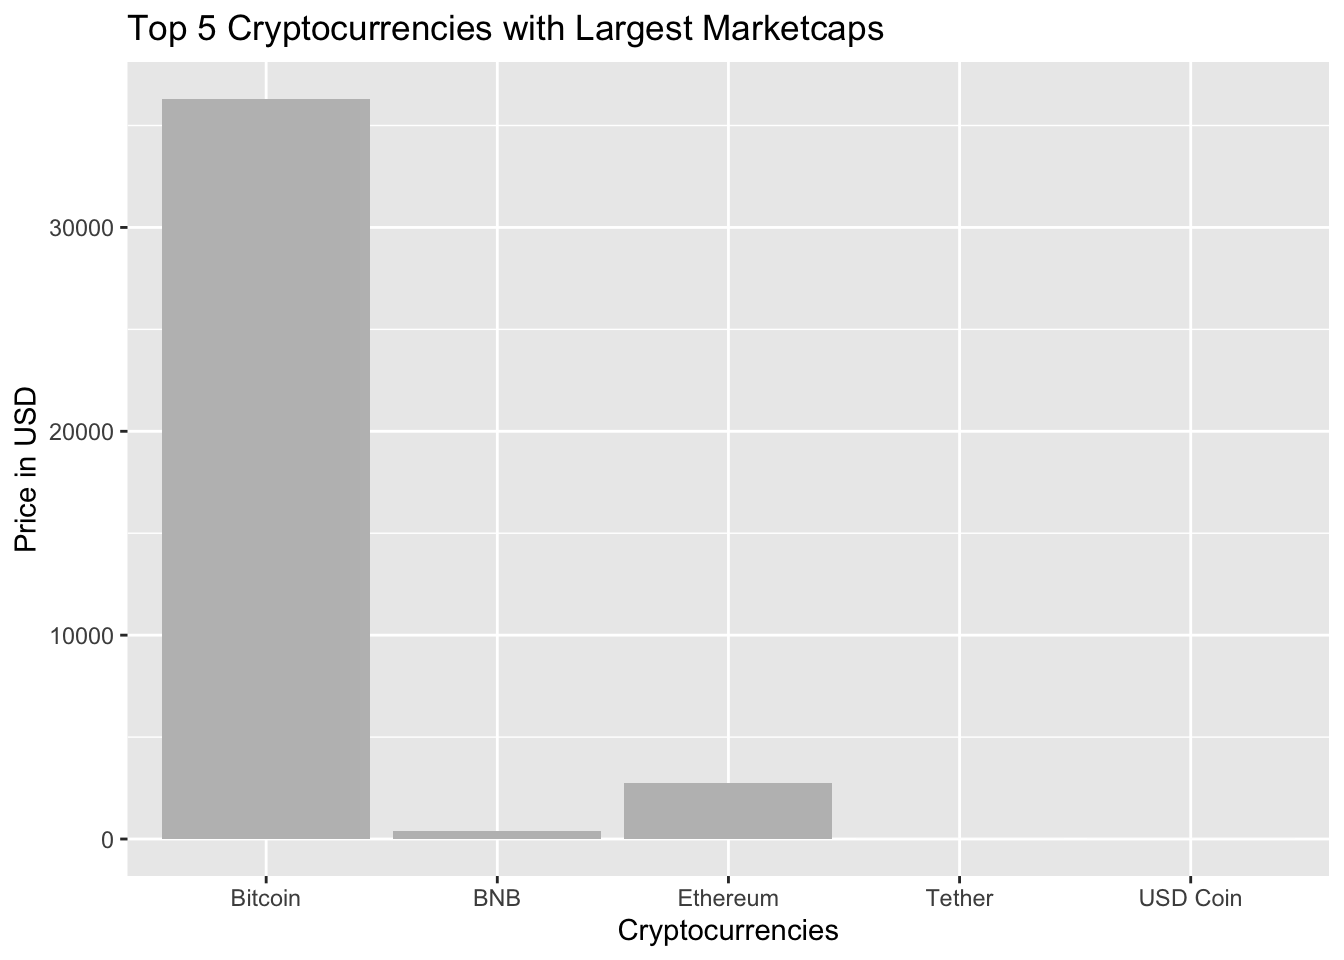 Top 5 Cryptocurrencies with Largest Marketcaps
Price in USD
30000
20000
10000
0
Bitcoin BNB Ethereum Tether USD Coin
Cryptocurrencies